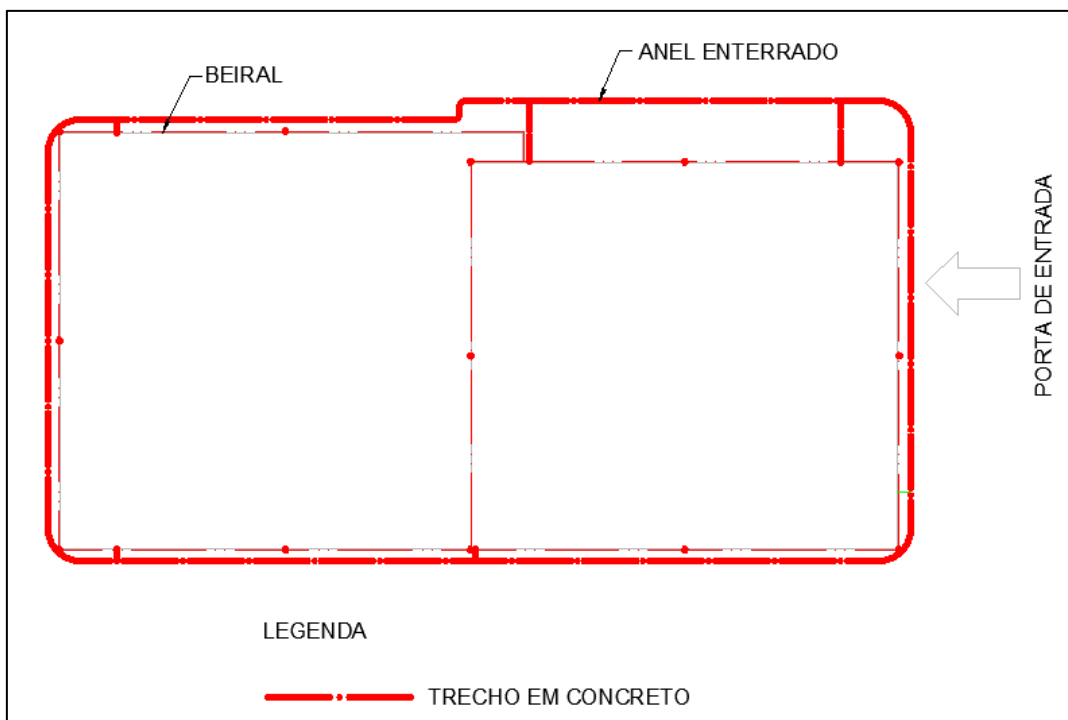 ANEL ENTERRADO
BEIRAL
PORTA DE ENTRADA
LEGENDA
TRECHO EM CONCRETO